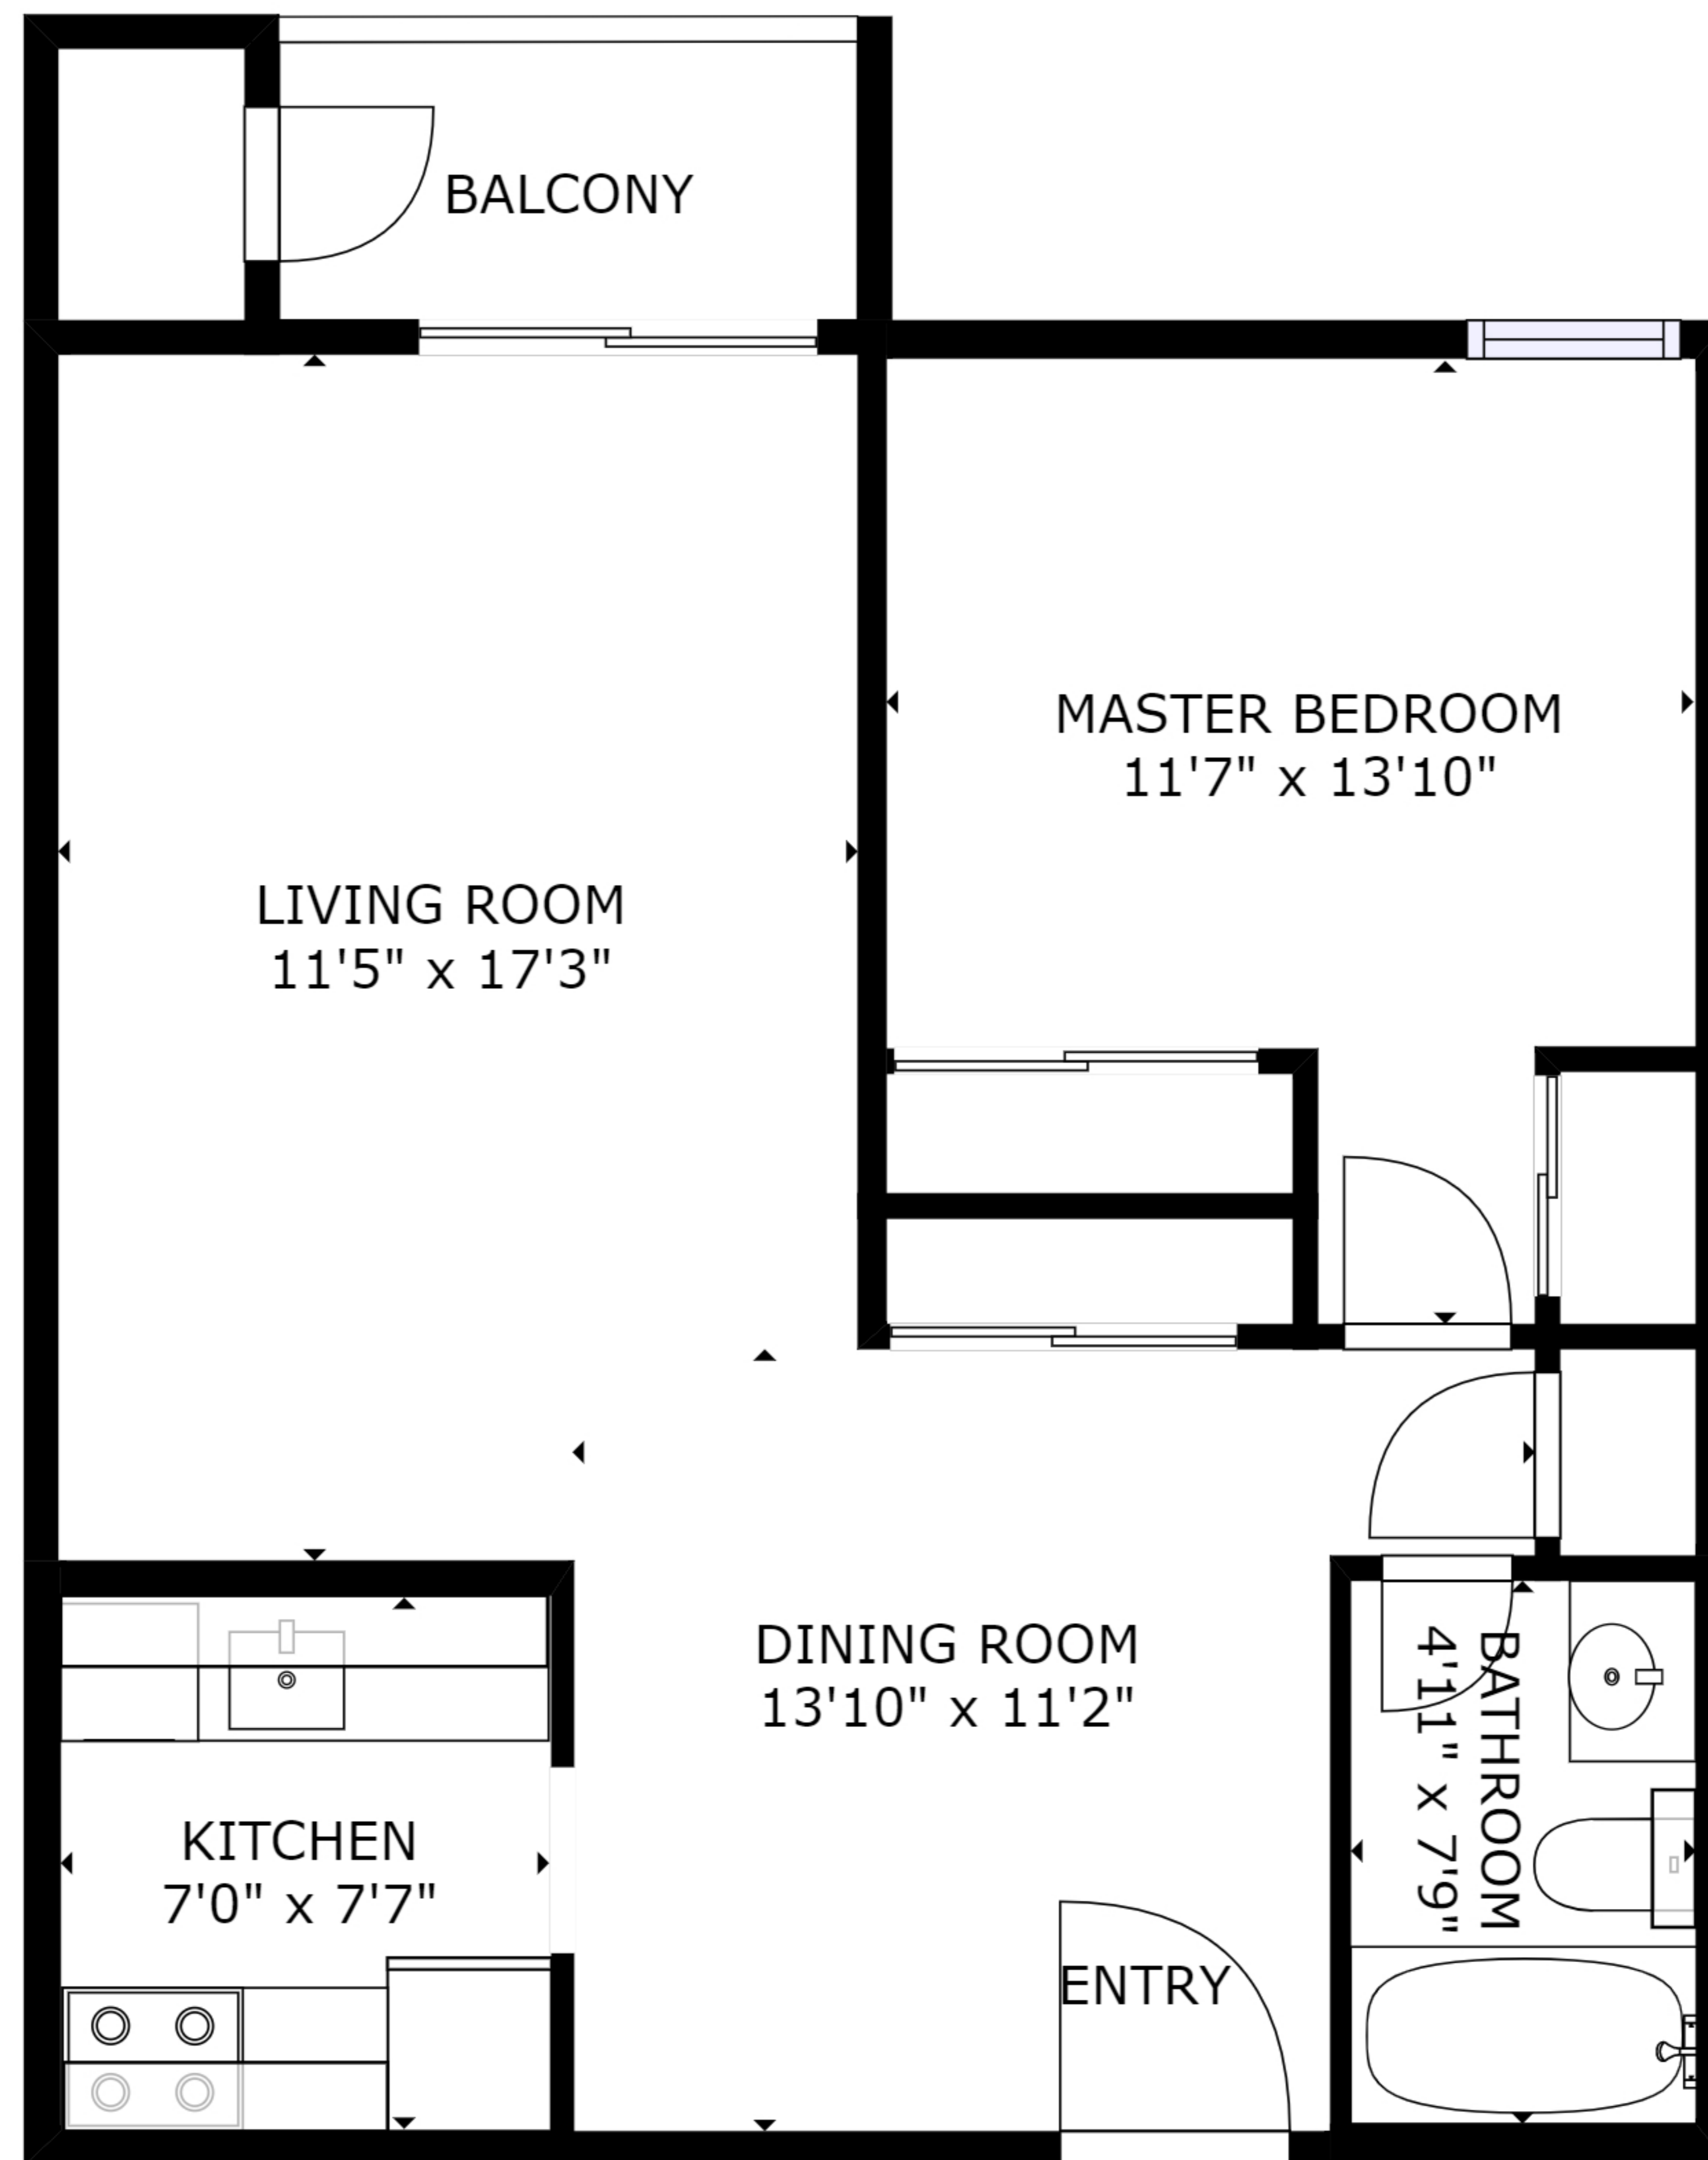 BALCONY
MASTER BEDROOM
11'7" x 13'10"
LIVING ROOM
11'5" x 17'3"
DINING ROOM
13'10" x 11'2"
BATHROOM
4'11" x 7'9"
KITCHEN
7'0" x 7'7"
ENTRY